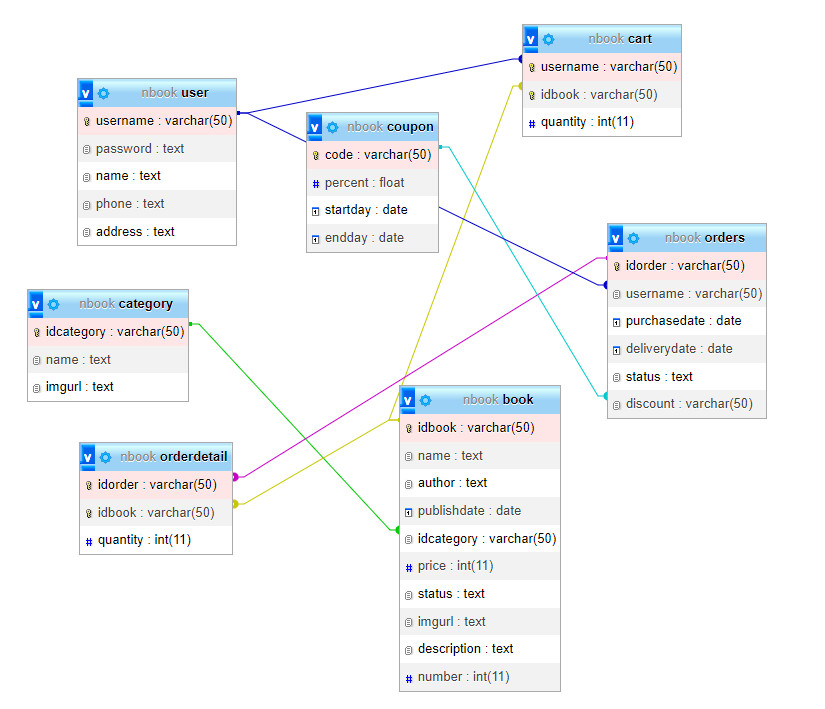 v nbook cart
username : varchar(50)
idbook : varchar(50)
# quantity : int(11)
v nbook user
username : varchar(50)
password : text
name : text
phone : text
address : text
v nbook coupon
code : varchar(50)
# percent : float
startday : date
endday : date
v nbook orders
idorder : varchar(50)
username : varchar(50)
purchasedate : date
deliverydate : date
status : text
discount : varchar(50)
v nbook category
idcategory : varchar(50)
name : text
imgurl : text
v nbook book
idbook : varchar(50)
name : text
author : text
publishdate : date
idcategory : varchar(50)
# price : int(11)
status : text
imgurl : text
description : text
# number : int(11)
v nbook orderdetail
idorder : varchar(50)
idbook : varchar(50)
# quantity : int(11)